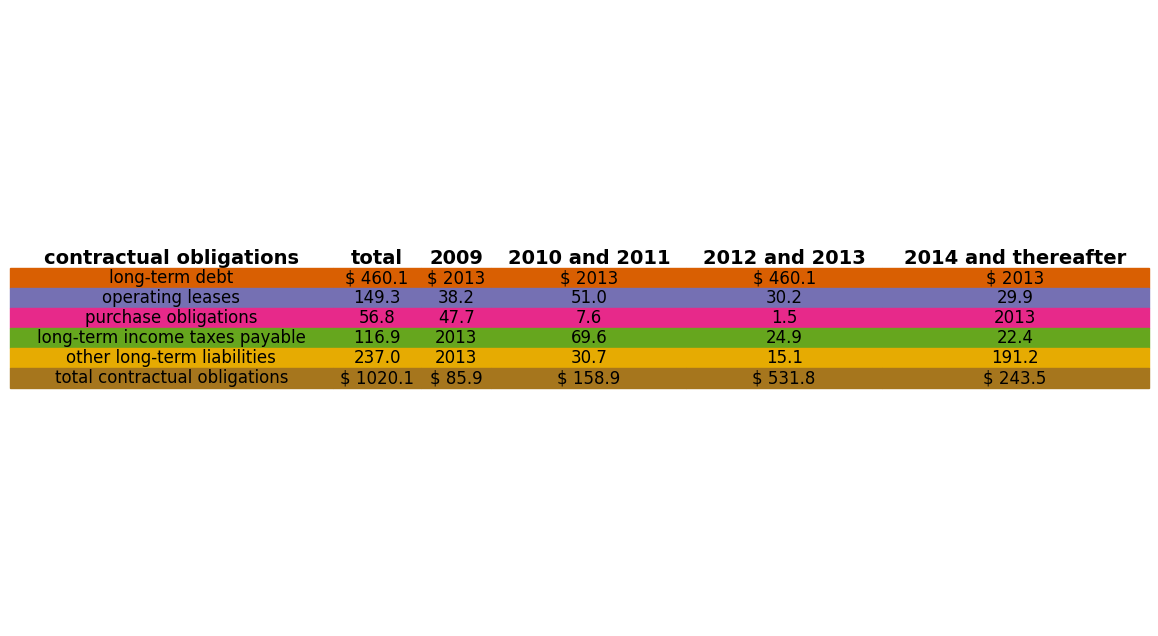 contractual obligations total 2009 2010 and 2011 2012 and 2013 2014 and thereafter
long-term debt $ 460.1 $ 2013 $ 2013 $ 460.1 $ 2013
operating leases 149.3 38.2 51.0 30.2 29.9
purchase obligations 56.8 47.7 7.6 1.5 2013
long-term income taxes payable 116.9 2013 69.6 24.9 22.4
other long-term liabilities 237.0 2013 30.7 15.1 191.2
total contractual obligations $ 1020.1 $ 85.9 $ 158.9 $ 531.8 $ 243.5